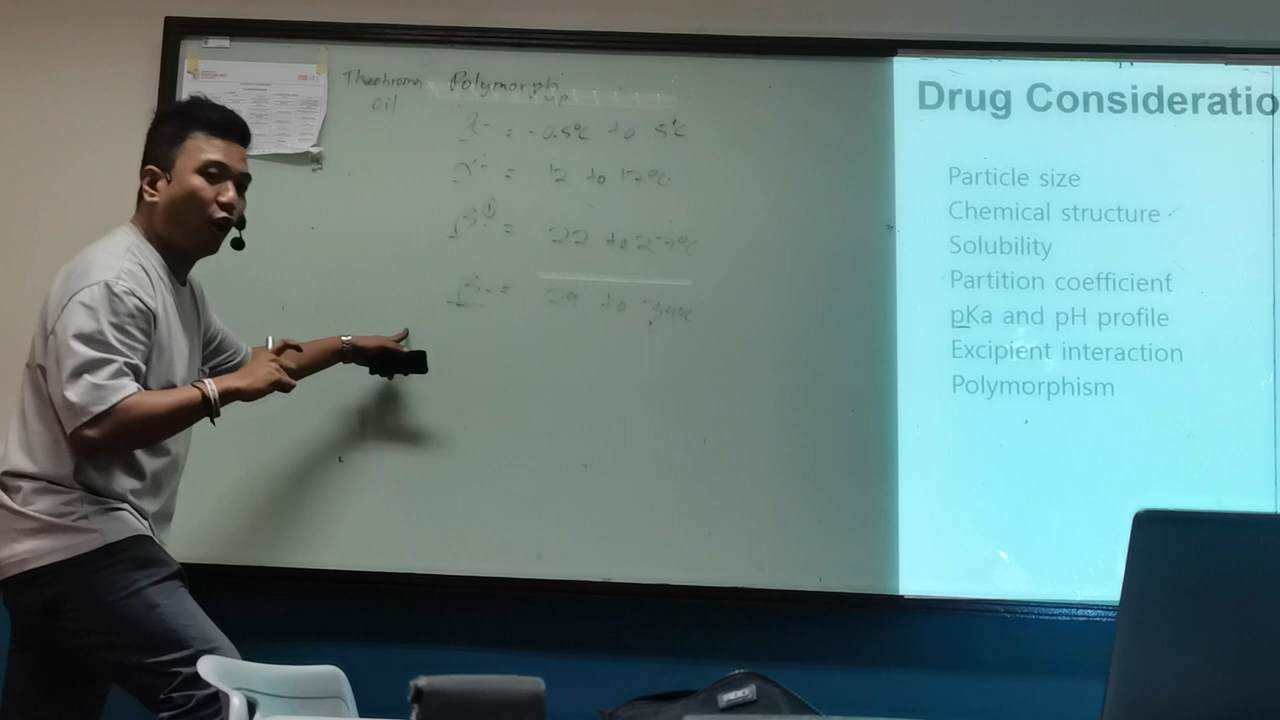 Theobroma Polymorph
oil
= -0.5°C to 5°C
= 12 to 17°C
β' = 22 to 27°C
β = 29 to 34°C
Drug Consideratio
Particle size
Chemical structure
Solubility
Partition coefficient
pKa and pH profile
Excipient interaction
Polymorphism